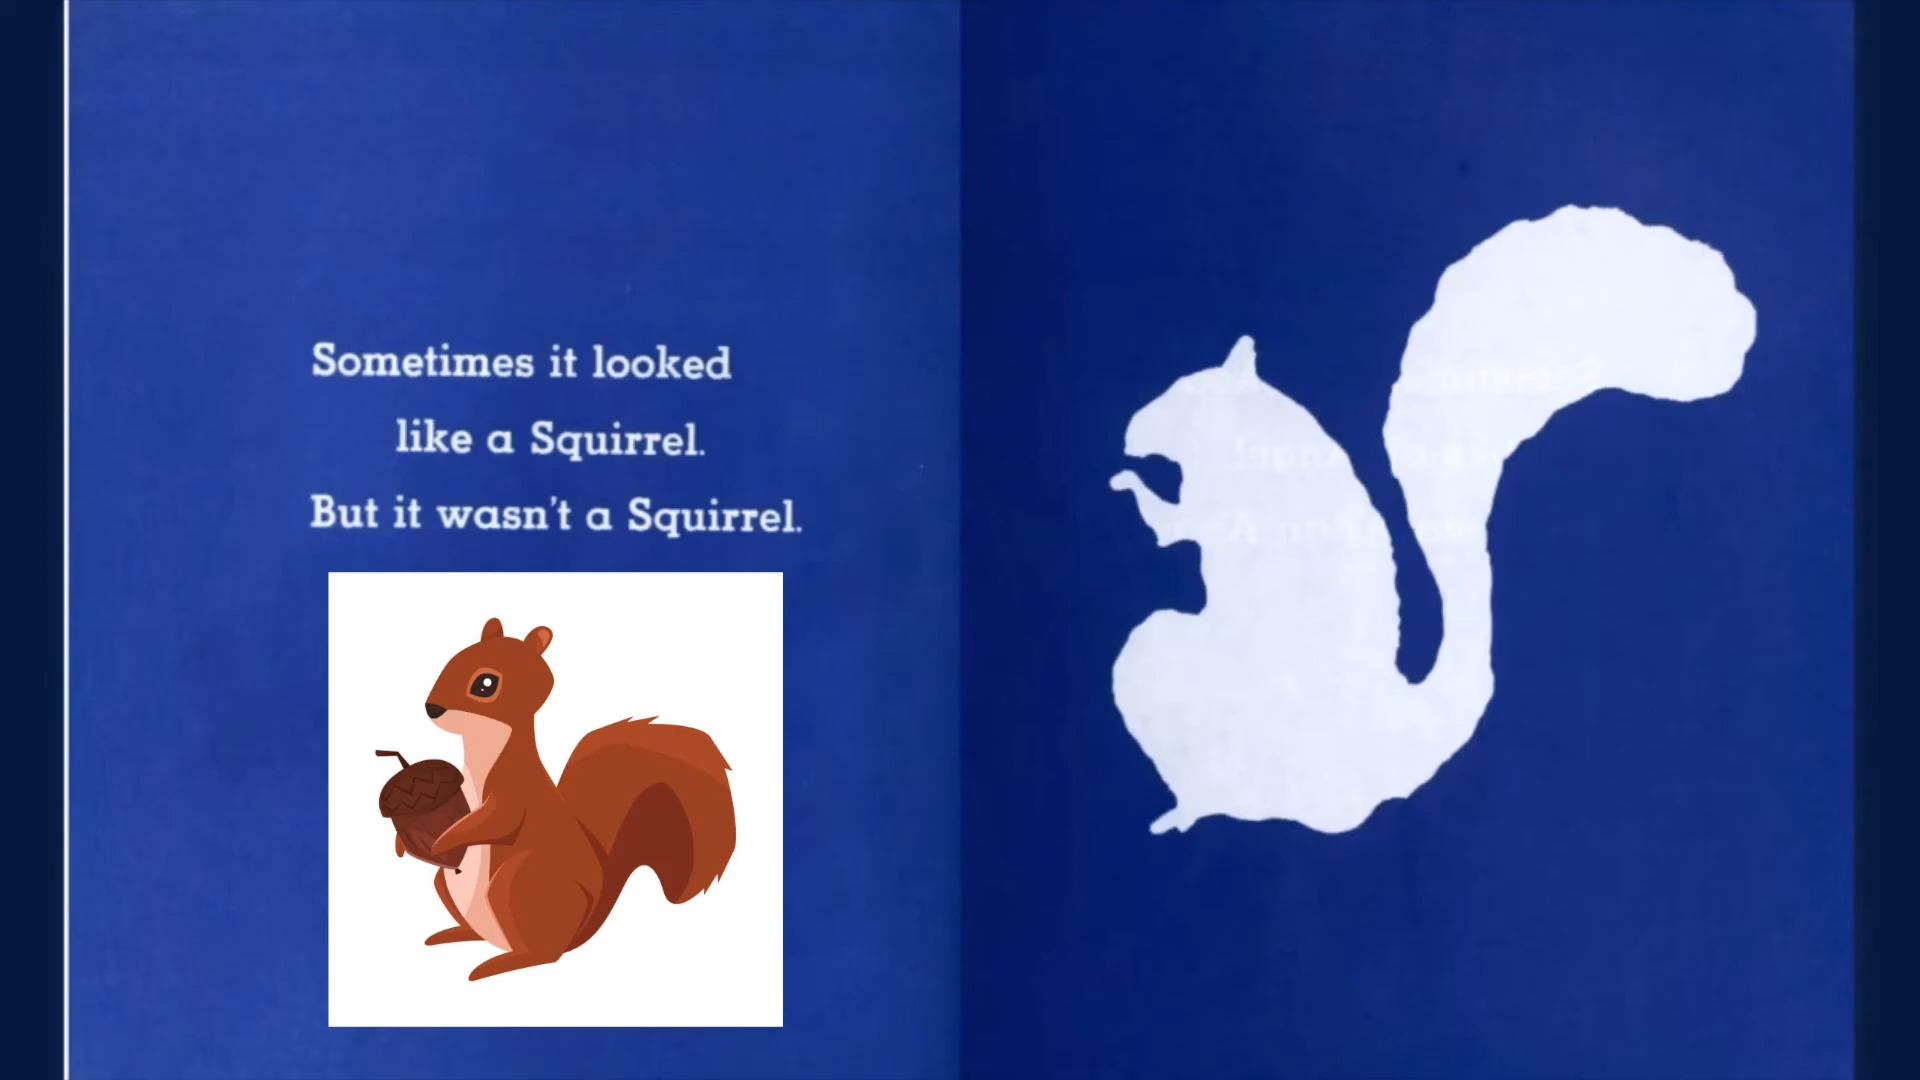 Sometimes it looked
like a Squirrel.
But it wasn't a Squirrel.